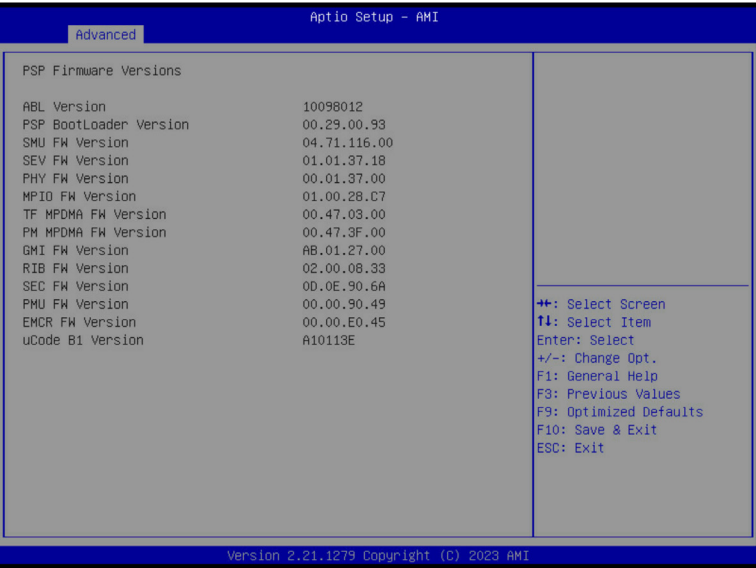 Aptio Setup – AMI
Advanced
PSP Firmware Versions
ABL Version 10098012
PSP BootLoader Version 00.29.00.93
SMU FW Version 04.71.116.00
SEV FW Version 01.01.37.18
PHY FW Version 00.01.37.00
MPIO FW Version 01.00.28.C7
TF MPDMA FW Version 00.47.03.00
PM MPDMA FW Version 00.47.3F.00
GMI FW Version AB.01.27.00
RIB FW Version 02.00.08.33
SEC FW Version 0D.0E.90.6A
PMU FW Version 00.00.90.49
EMCR FW Version 00.00.E0.45
uCode B1 Version A10113E
→←: Select Screen
↑↓: Select Item
Enter: Select
+/-: Change Opt.
F1: General Help
F3: Previous Values
F9: Optimized Defaults
F10: Save & Exit
ESC: Exit
Version 2.21.1279 Copyright (C) 2023 AMI